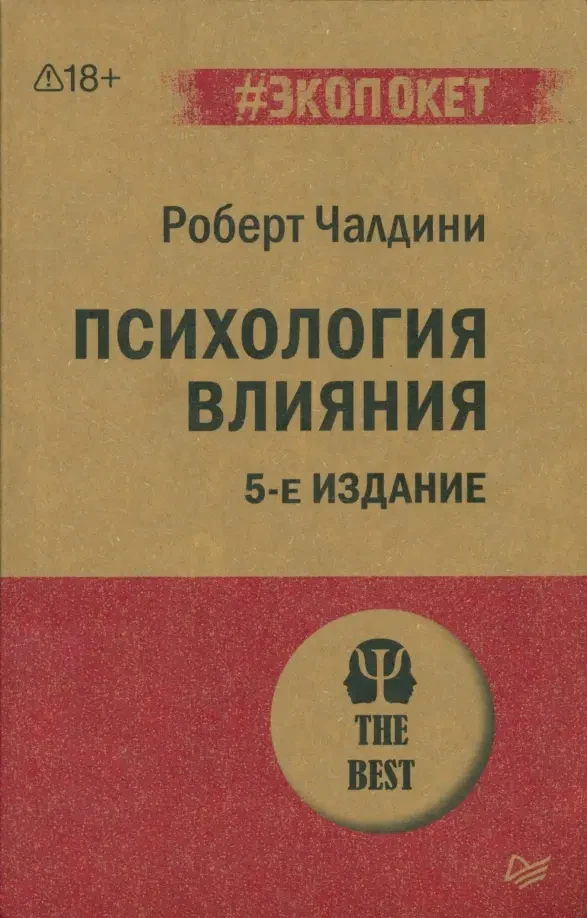 ⚠18+
#ЭКОПОКЕТ
Роберт Чалдини
ПСИХОЛОГИЯ
ВЛИЯНИЯ
5-Е ИЗДАНИЕ
Ψ
THE
BEST